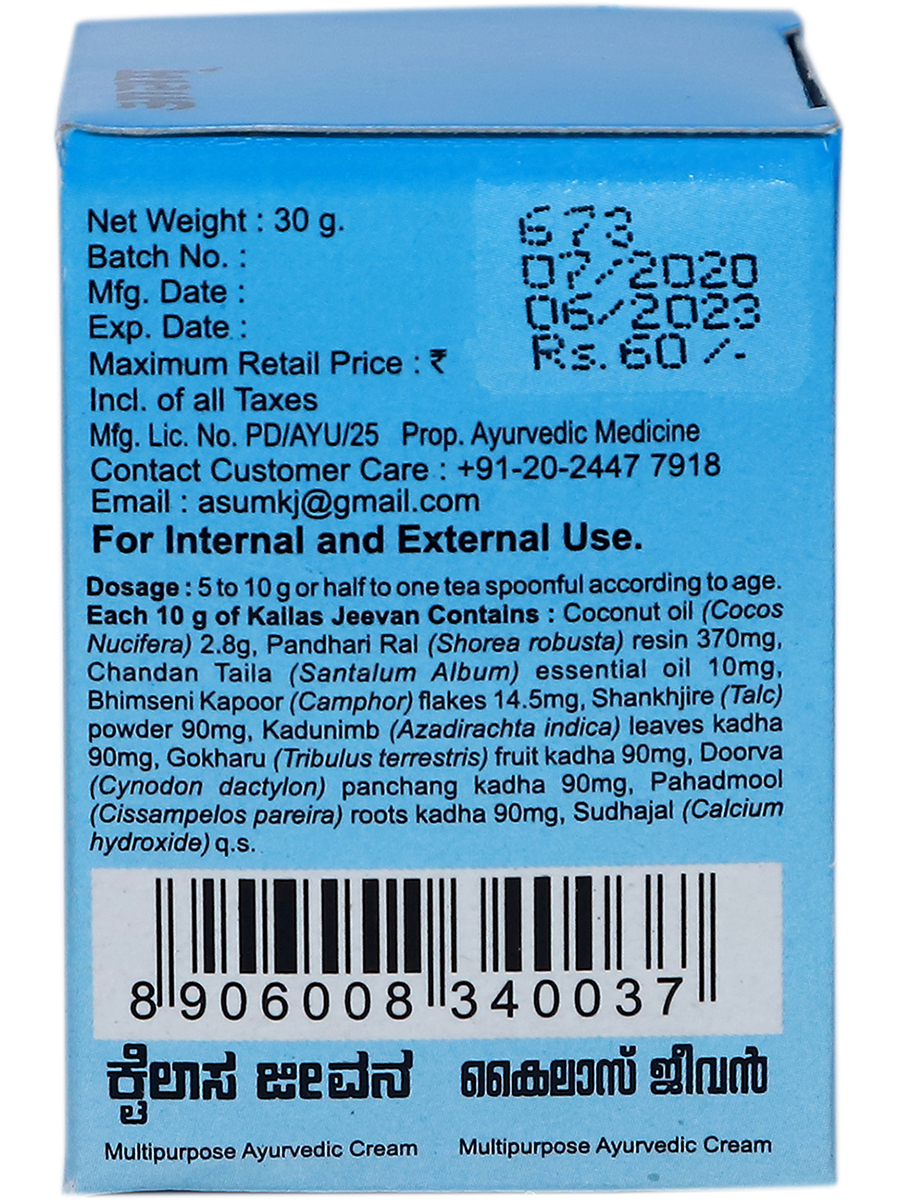 Net Weight : 30 g.
Batch No. : 673
Mfg. Date : 07/2020
Exp. Date : 06/2023
Maximum Retail Price : ₹ Rs. 60 /-
Incl. of all Taxes
Mfg. Lic. No. PD/AYU/25 Prop. Ayurvedic Medicine
Contact Customer Care : +91-20-2447 7918
Email : asumkj@gmail.com
For Internal and External Use.
Dosage : 5 to 10 g or half to one tea spoonful according to age.
Each 10 g of Kailas Jeevan Contains : Coconut oil (Cocos
Nucifera) 2.8g, Pandhari Ral (Shorea robusta) resin 370mg,
Chandan Taila (Santalum Album) essential oil 10mg,
Bhimseni Kapoor (Camphor) flakes 14.5mg, Shankhjire (Talc)
powder 90mg, Kadunimb (Azadirachta indica) leaves kadha
90mg, Gokharu (Tribulus terrestris) fruit kadha 90mg, Doorva
(Cynodon dactylon) panchang kadha 90mg, Pahadmool
(Cissampelos pareira) roots kadha 90mg, Sudhajal (Calcium
hydroxide) q.s.
8 906008 340037
ಕೈಲಾಸ ಜೀವನ കൈലാസ് ജീവൻ
Multipurpose Ayurvedic Cream Multipurpose Ayurvedic Cream